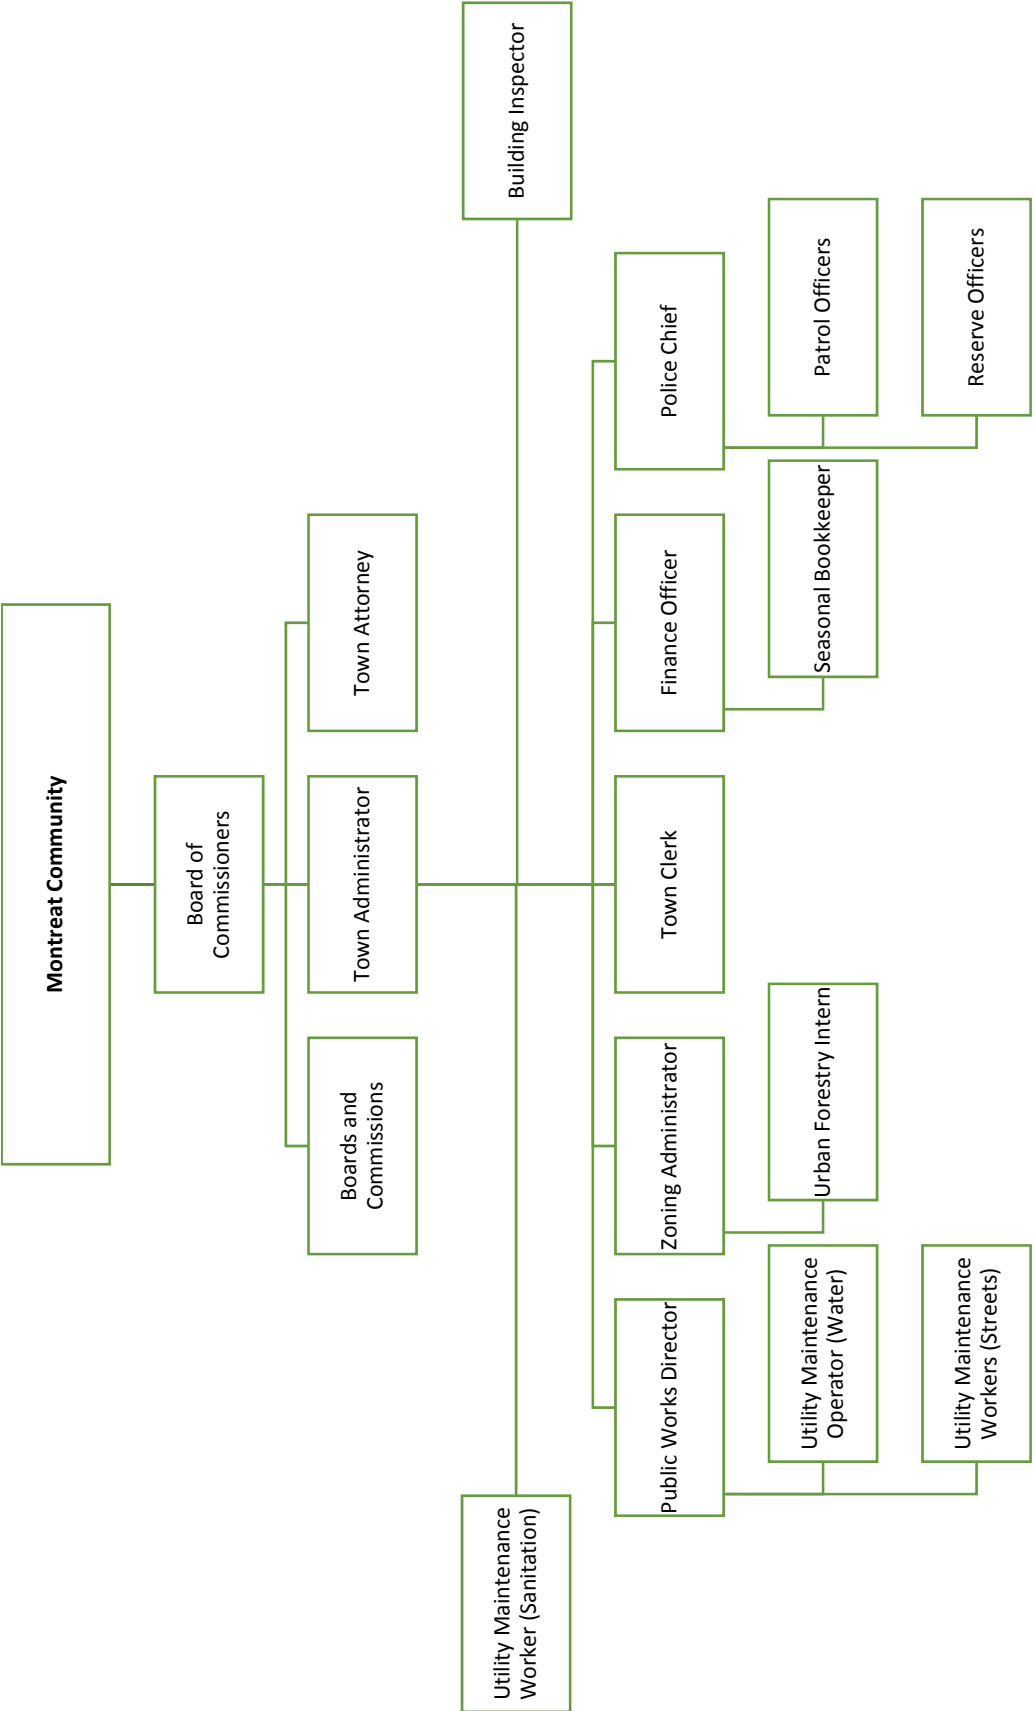 Montreat Community
Board of
Commissioners
Boards and
Commissions
Town Administrator
Town Attorney
Utility Maintenance
Worker (Sanitation)
Building Inspector
Public Works Director
Zoning Administrator
Town Clerk
Finance Officer
Police Chief
Utility Maintenance
Operator (Water)
Urban Forestry Intern
Seasonal Bookkeeper
Patrol Officers
Utility Maintenance
Workers (Streets)
Reserve Officers